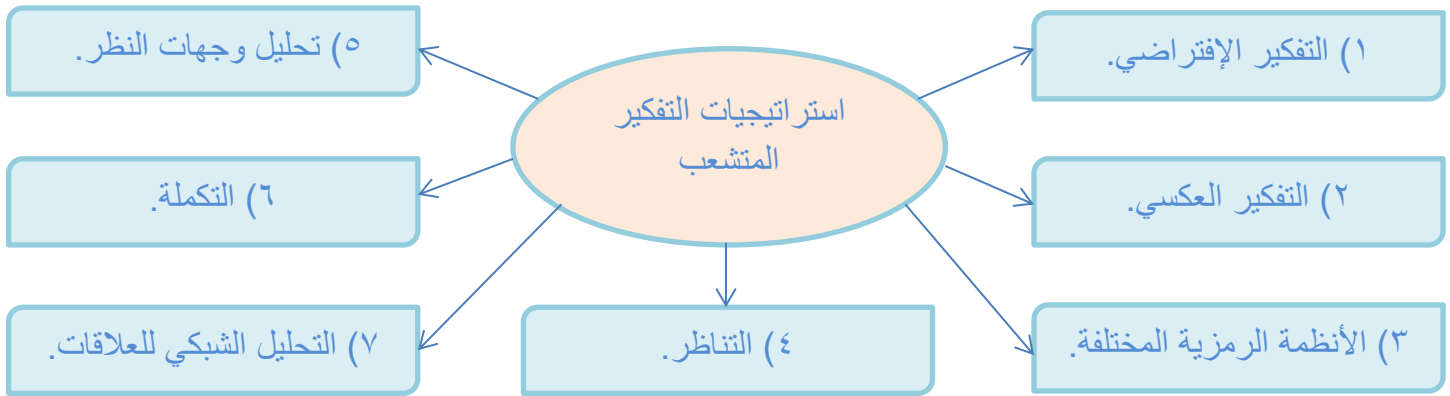 استراتيجيات التفكير
المتشعب
١) التفكير الإفتراضي.
٢) التفكير العكسي.
٣) الأنظمة الرمزية المختلفة.
٤) التناظر.
٥) تحليل وجهات النظر.
٦) التكملة.
٧) التحليل الشبكي للعلاقات.